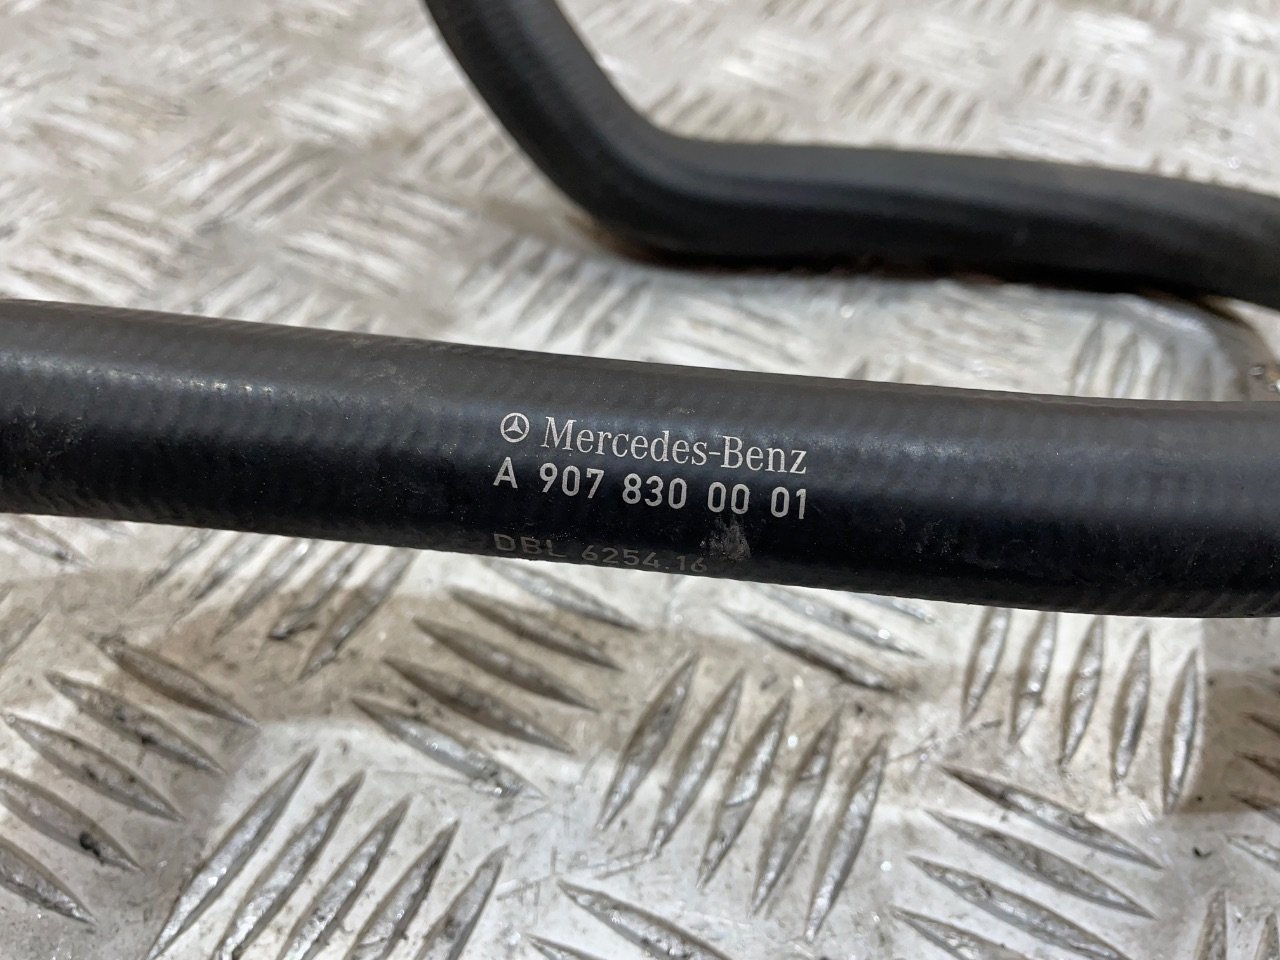 Mercedes-Benz
A 907 830 00 01
DBL 6254.16